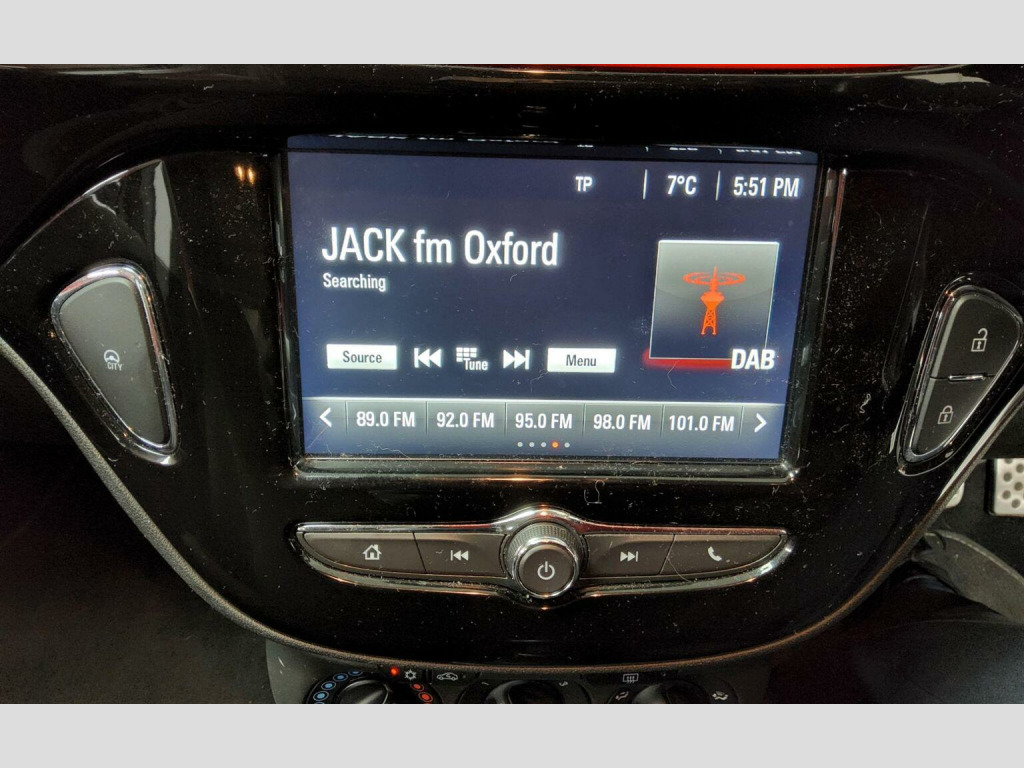 TP 7°C 5:51 PM
JACK fm Oxford
Searching
Source Tune Menu
DAB
89.0 FM 92.0 FM 95.0 FM 98.0 FM 101.0 FM
CITY